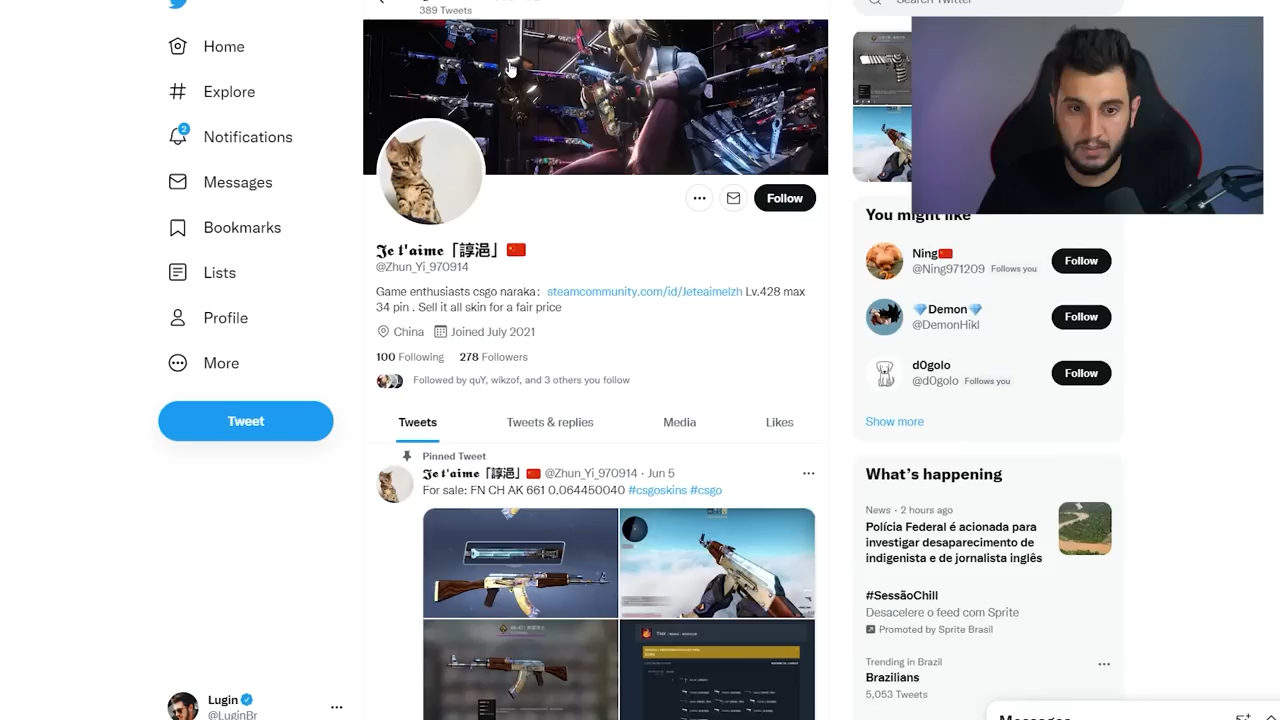 389 Tweets
Home
Explore
2
Notifications
Messages
Bookmarks
Lists
Profile
More
Tweet
Lugin
@LuginBr
Follow
𝕵𝖊 𝖙'𝖆𝖎𝖒𝖊「諄浥」🇨🇳
@Zhun_Yi_970914
Game enthusiasts csgo naraka： steamcommunity.com/id/Jeteaimelzh Lv.428 max
34 pin . Sell it all skin for a fair price
China Joined July 2021
100 Following 278 Followers
Followed by quY, wikzof, and 3 others you follow
Tweets Tweets & replies Media Likes
Pinned Tweet
𝕵𝖊 𝖙'𝖆𝖎𝖒𝖊「諄浥」🇨🇳 @Zhun_Yi_970914 · Jun 5
For sale: FN CH AK 661 0.064450040 #csgoskins #csgo
Search Twitter
You might like
Ning🇨🇳
@Ning971209 Follows you
Follow
💎Demon💎
@DemonHikl
Follow
d0golo
@d0golo Follows you
Follow
Show more
What's happening
News · 2 hours ago
Polícia Federal é acionada para
investigar desaparecimento de
indigenista e de jornalista inglês
#SessãoChill
Desacelere o feed com Sprite
Promoted by Sprite Brasil
Trending in Brazil
Brazilians
5,053 Tweets
Messages